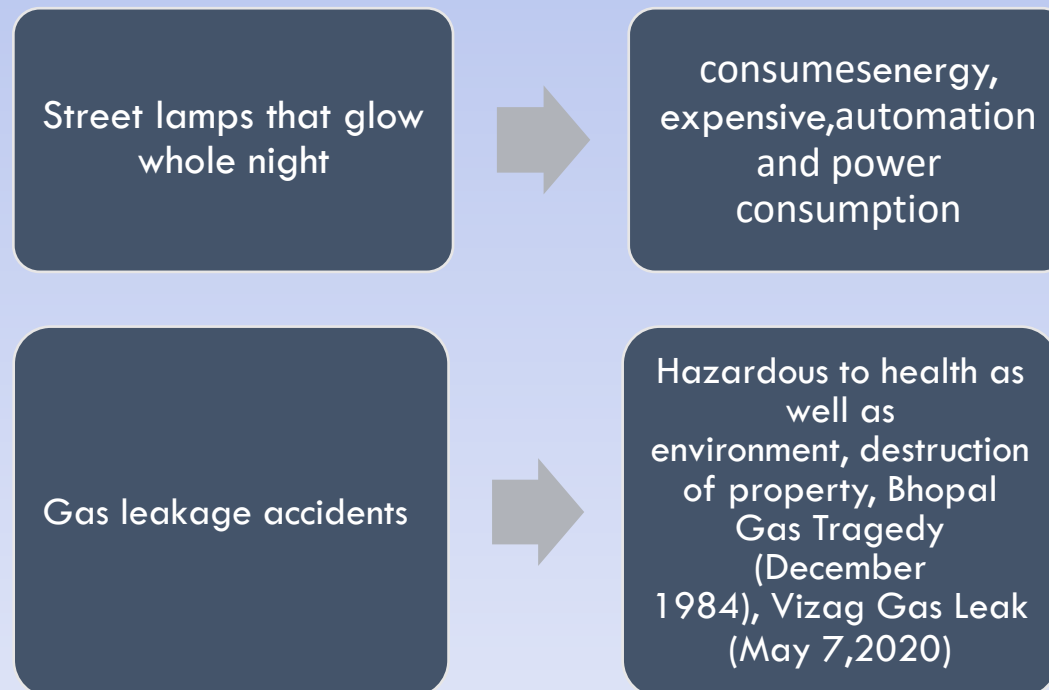 Street lamps that glow
whole night
consumesenergy,
expensive,automation
and power
consumption
Gas leakage accidents
Hazardous to health as
well as
environment, destruction
of property, Bhopal
Gas Tragedy
(December
1984), Vizag Gas Leak
(May 7,2020)